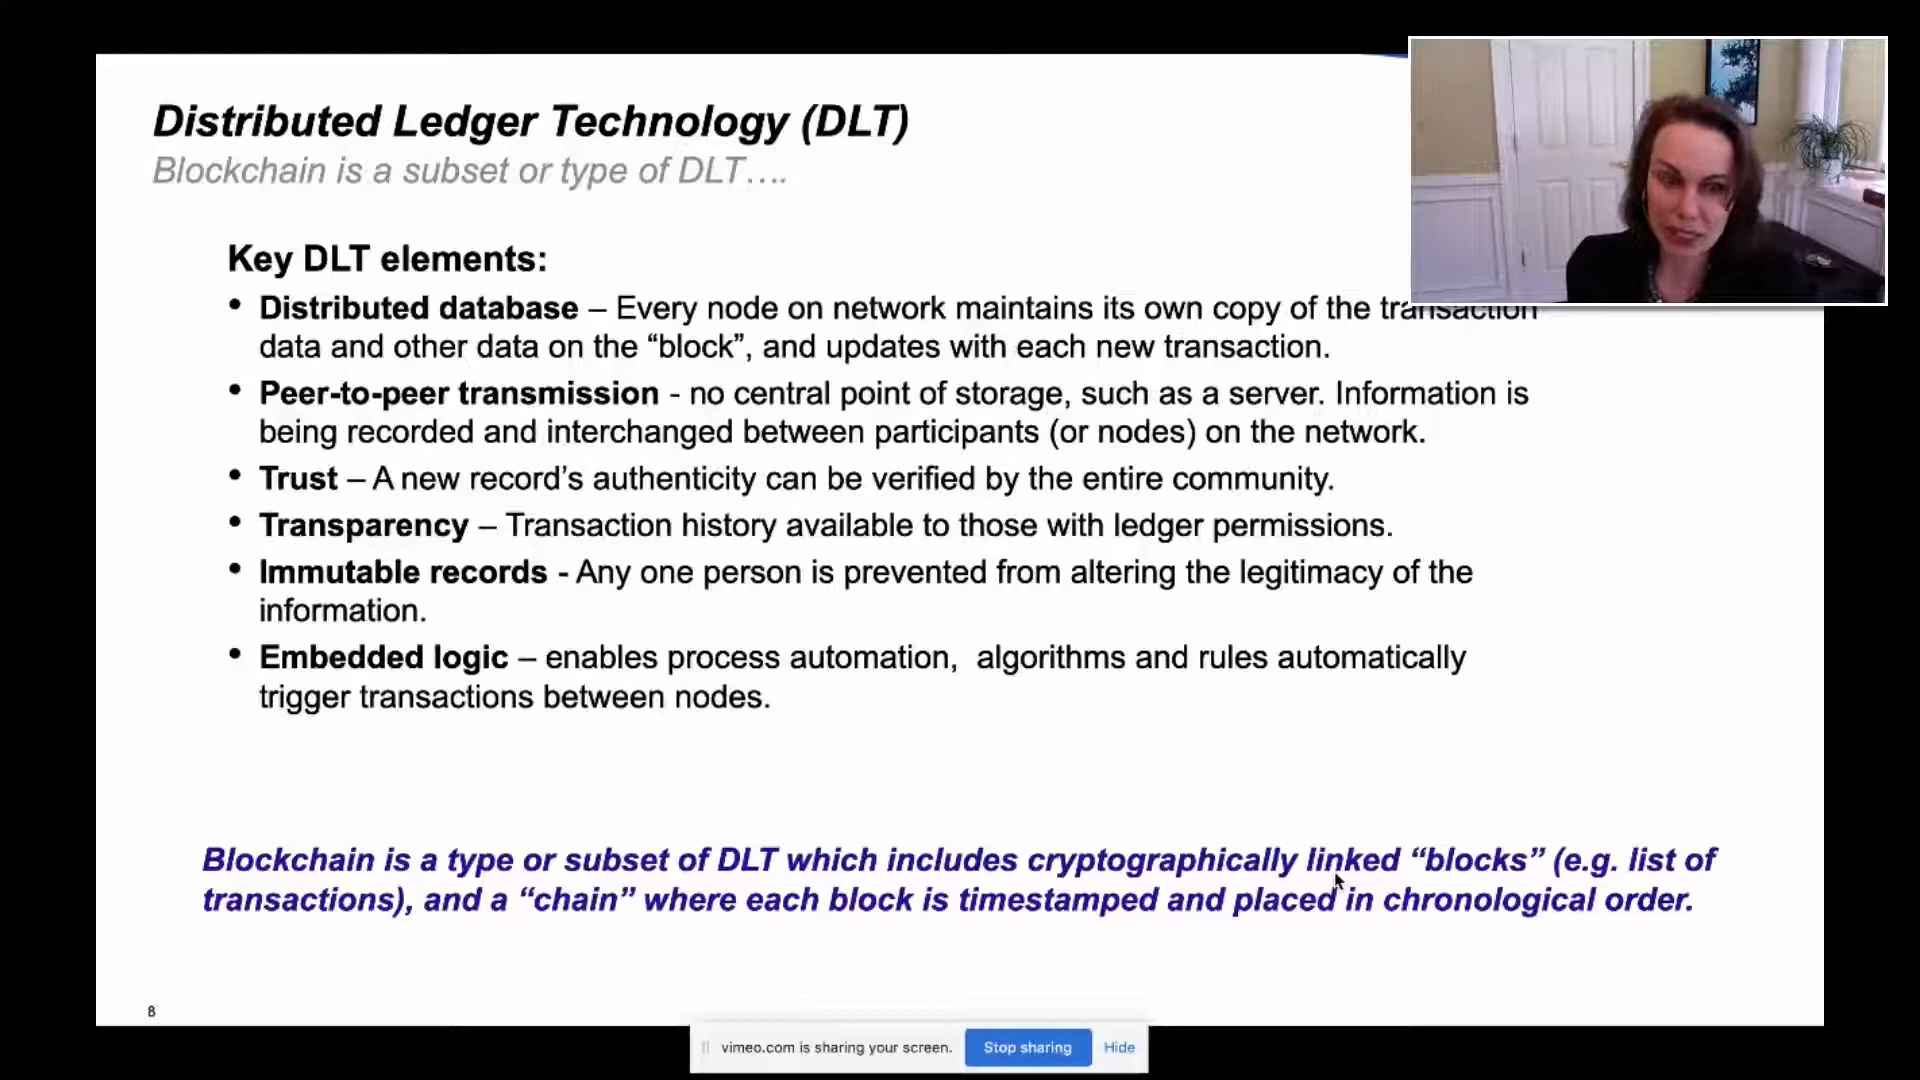 Distributed Ledger Technology (DLT)
Blockchain is a subset or type of DLT….
Key DLT elements:
• Distributed database – Every node on network maintains its own copy of the transaction
data and other data on the “block”, and updates with each new transaction.
• Peer-to-peer transmission - no central point of storage, such as a server. Information is
being recorded and interchanged between participants (or nodes) on the network.
• Trust – A new record’s authenticity can be verified by the entire community.
• Transparency – Transaction history available to those with ledger permissions.
• Immutable records - Any one person is prevented from altering the legitimacy of the
information.
• Embedded logic – enables process automation,  algorithms and rules automatically
trigger transactions between nodes.
Blockchain is a type or subset of DLT which includes cryptographically linked “blocks” (e.g. list of
transactions), and a “chain” where each block is timestamped and placed in chronological order.
8
vimeo.com is sharing your screen. Stop sharing Hide